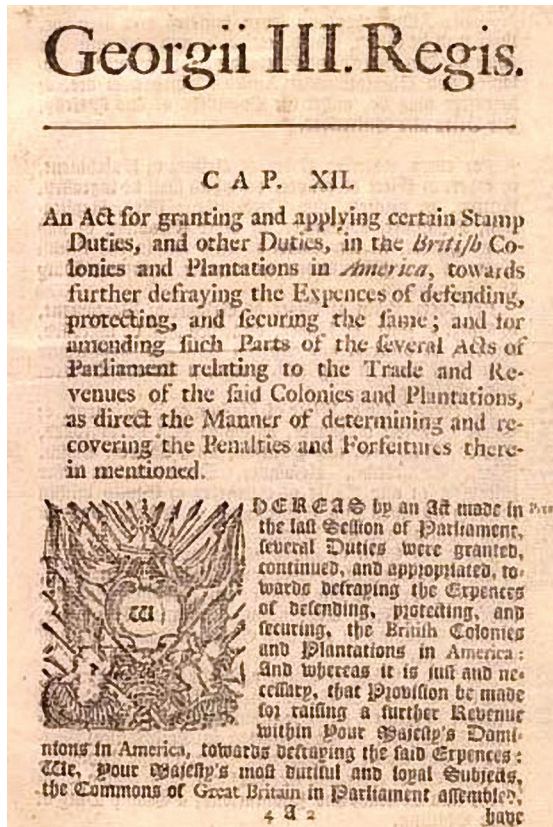 Georgii III. Regis.
CAP. XII.
An Act for granting and applying certain Stamp
Duties, and other Duties, in the Britiſh Co-
lonies and Plantations in America, towards
further defraying the Expences of defending,
protecting, and ſecuring the ſame; and for
amending ſuch Parts of the ſeveral Acts of
Parliament relating to the Trade and Re-
venues of the ſaid Colonies and Plantations,
as direct the Manner of determining and re-
covering the Penalties and Forfeitures there-
in mentioned.
W
HEREAS by an Act made in
the laſt Seſſion of Parliament,
ſeveral Duties were granted,
continued, and appropriated, to-
wards defraying the Expences
of defending, protecting, and
ſecuring, the Britiſh Colonies
and Plantations in America:
And whereas it is juſt and ne-
ceſſary, that Proviſion be made
for raiſing a further Revenue
within Your Majeſty's Domi-
nions in America, towards defraying the ſaid Expences:
We, Your Majeſty's moſt dutiful and loyal Subjects,
the Commons of Great Britain in Parliament aſſembled,
4 a 2 have